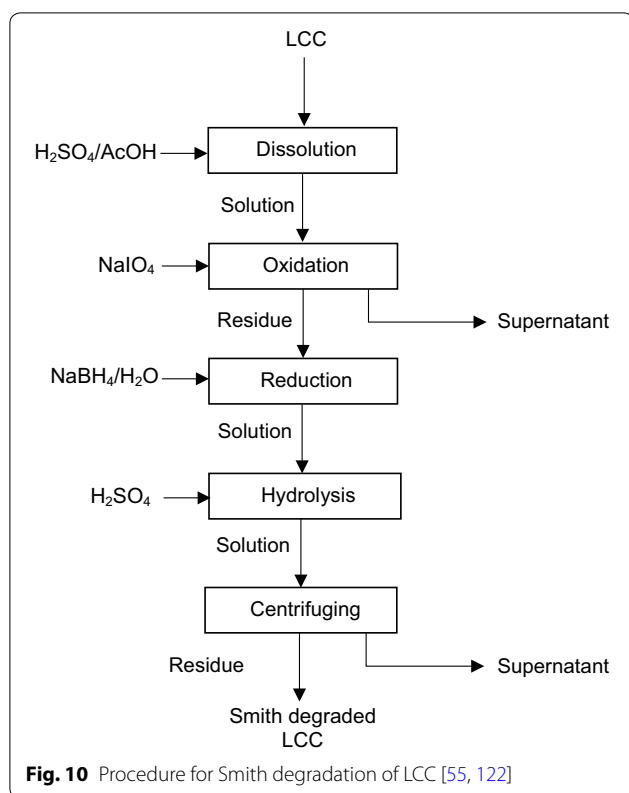 LCC
H₂SO₄/AcOH
Dissolution
Solution
NaIO₄
Oxidation
Residue
Supernatant
NaBH₄/H₂O
Reduction
Solution
H₂SO₄
Hydrolysis
Solution
Centrifuging
Residue
Supernatant
Smith degraded
LCC
Fig. 10 Procedure for Smith degradation of LCC [55, 122]